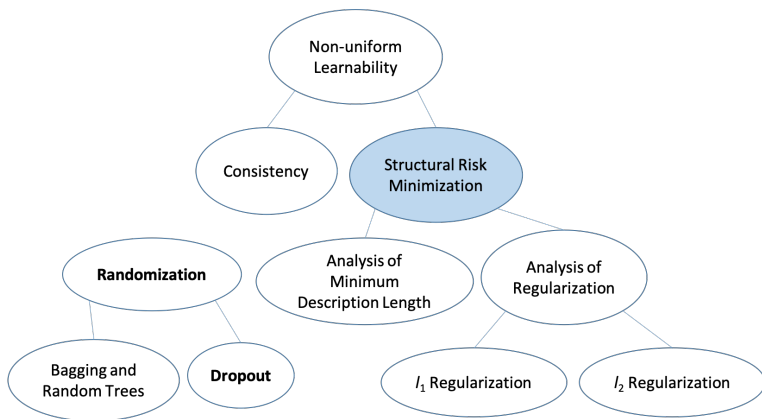 Non-uniform
Learnability
Consistency
Structural Risk
Minimization
Randomization
Analysis of
Minimum
Description Length
Analysis of
Regularization
Bagging and
Random Trees
Dropout
l₁ Regularization
l₂ Regularization